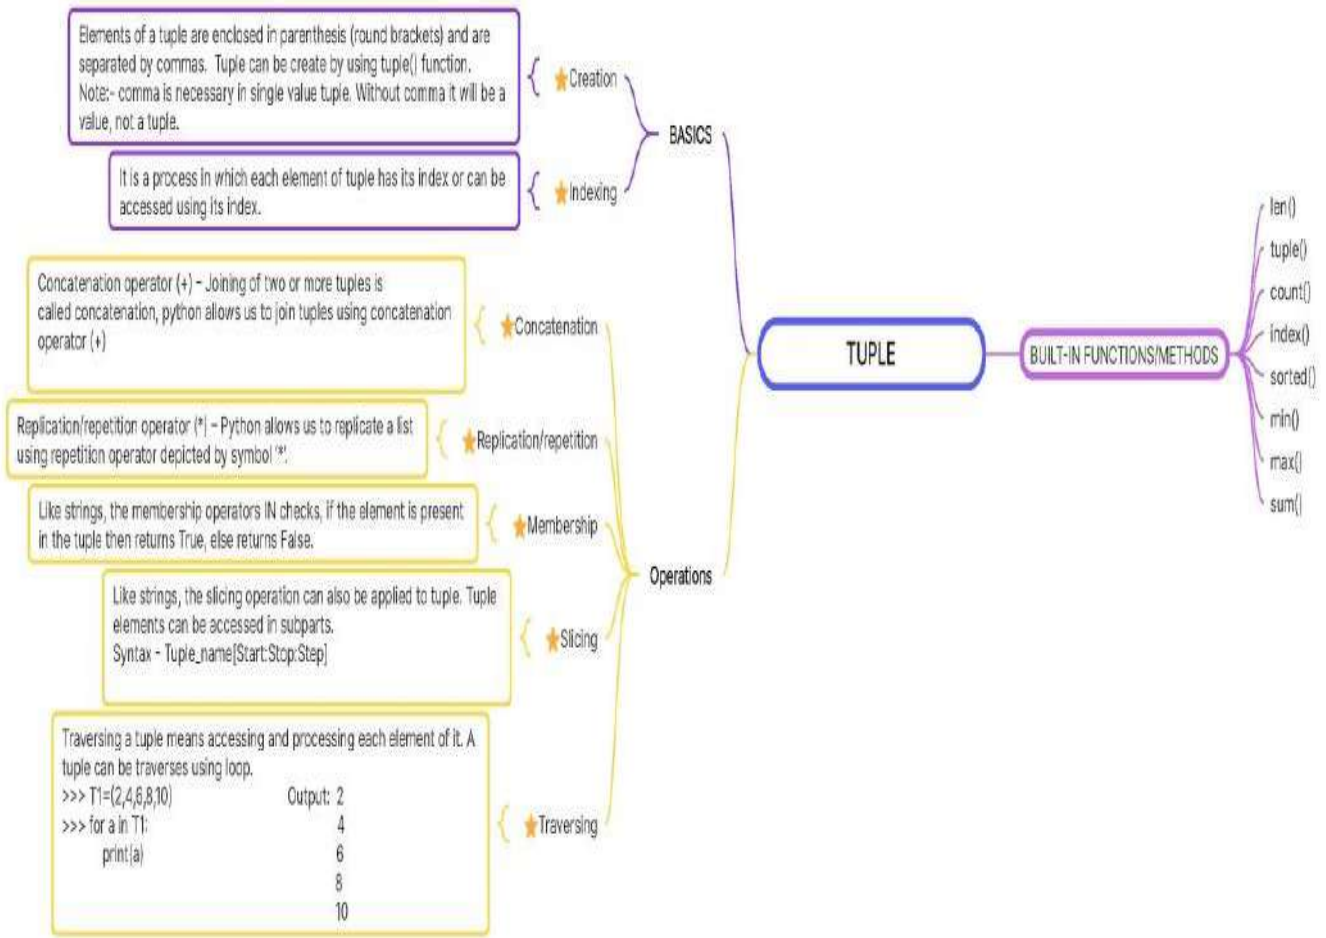 Elements of a tuple are enclosed in parenthesis (round brackets) and are
separated by commas. Tuple can be create by using tuple() function.
Note:- comma is necessary in single value tuple. Without comma it will be a
value, not a tuple.
Creation
BASICS
It is a process in which each element of tuple has its index or can be
accessed using its index.
Indexing
Concatenation operator (+) - Joining of two or more tuples is
called concatenation, python allows us to join tuples using concatenation
operator (+)
Concatenation
Replication/repetition operator (*) - Python allows us to replicate a list
using repetition operator depicted by symbol '*'.
Replication/repetition
Like strings, the membership operators IN checks, if the element is present
in the tuple then returns True, else returns False.
Membership
Operations
Like strings, the slicing operation can also be applied to tuple. Tuple
elements can be accessed in subparts.
Syntax - Tuple_name[Start:Stop:Step]
Slicing
Traversing a tuple means accessing and processing each element of it. A
tuple can be traverses using loop.
>>> T1=(2,4,6,8,10)
>>> for a in T1:
print(a)
Output: 2
4
6
8
10
Traversing
TUPLE
BUILT-IN FUNCTIONS/METHODS
len()
tuple()
count()
index()
sorted()
min()
max()
sum()